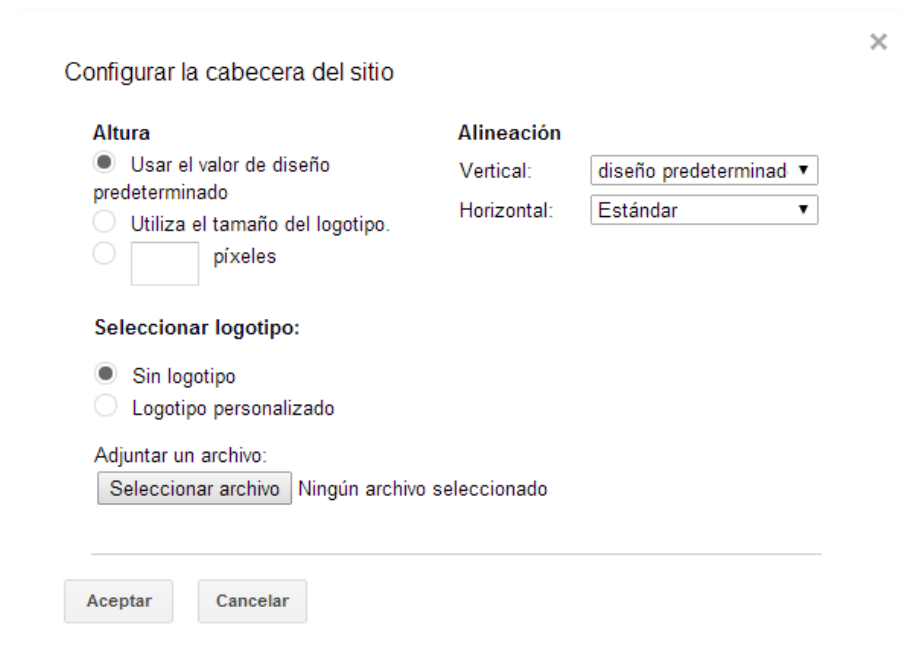 Configurar la cabecera del sitio
Altura
Usar el valor de diseño
predeterminado
Utiliza el tamaño del logotipo.
píxeles
Alineación
Vertical: diseño predeterminad
Horizontal: Estándar
Seleccionar logotipo:
Sin logotipo
Logotipo personalizado
Adjuntar un archivo:
Seleccionar archivo Ningún archivo seleccionado
Aceptar Cancelar